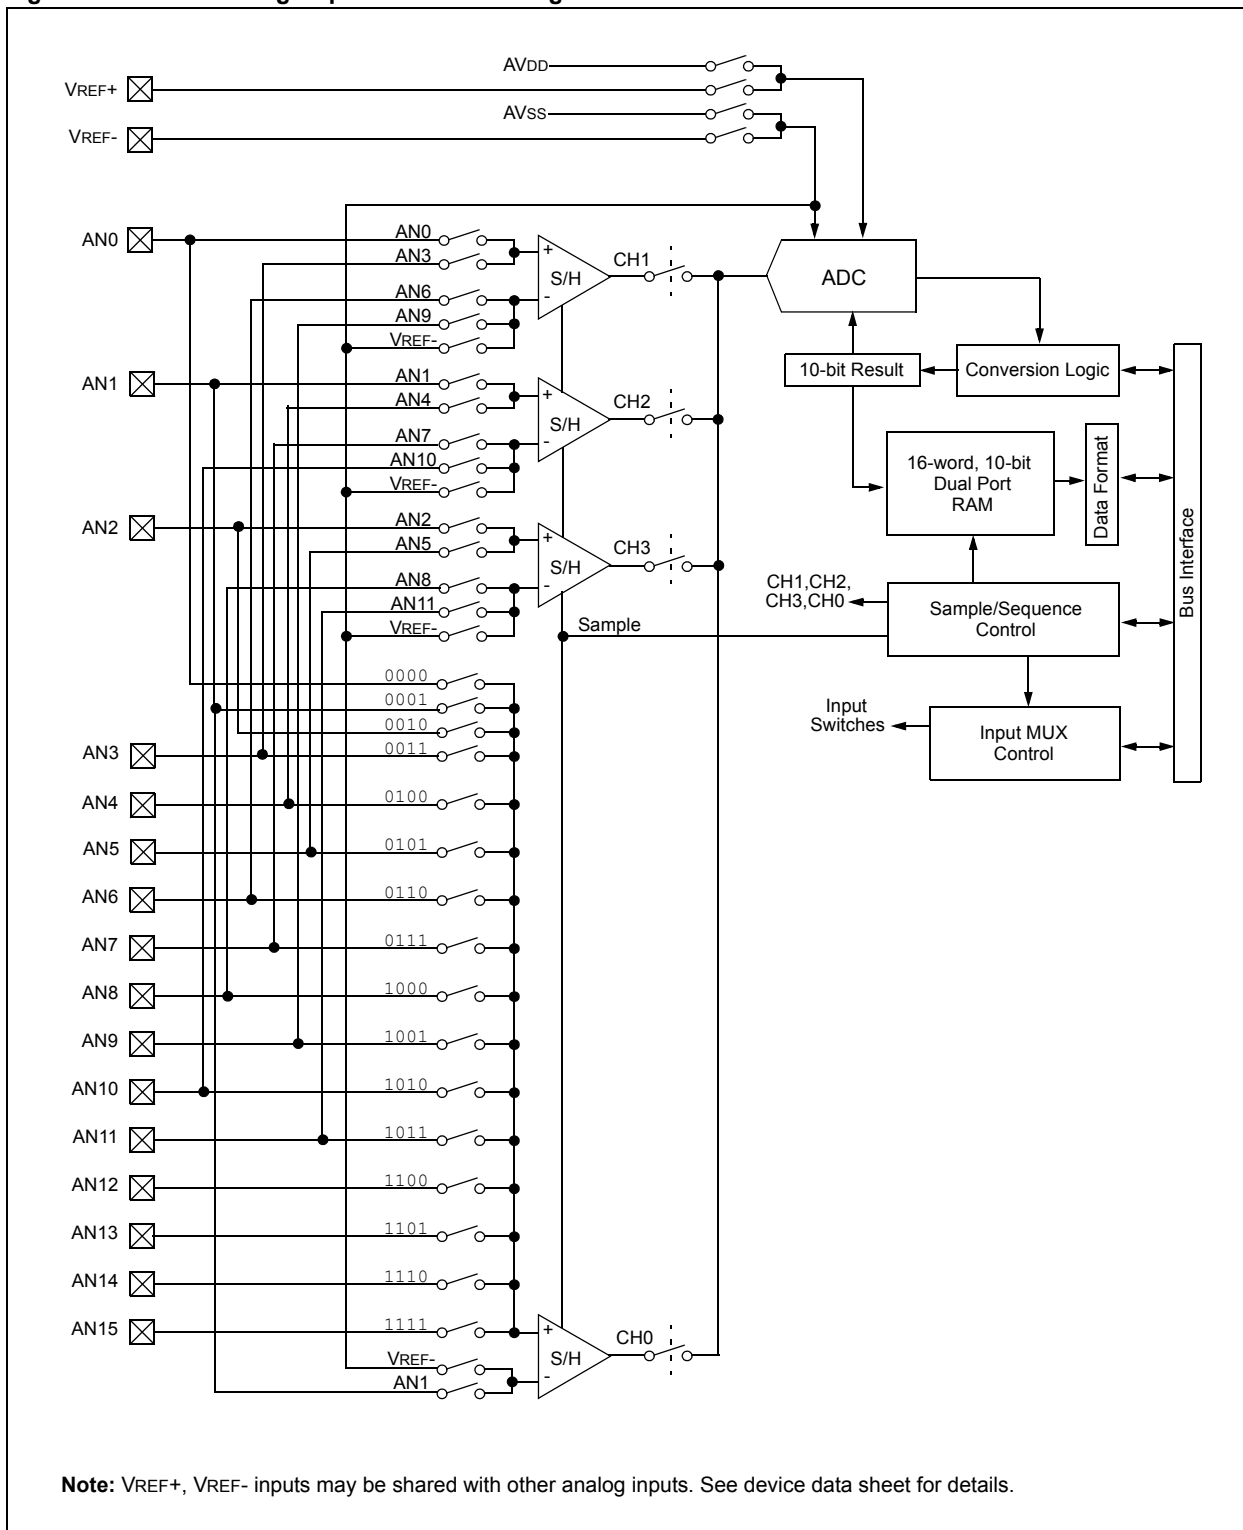 AVDD
VREF+
AVSS
VREF-
AN0
AN0
AN3
CH1
+
S/H
-
ADC
AN6
AN9
VREF-
10-bit Result
Conversion Logic
AN1
AN1
AN4
CH2
+
S/H
-
AN7
AN10
VREF-
16-word, 10-bit
Dual Port
RAM
Data Format
Bus Interface
AN2
AN2
AN5
CH3
+
S/H
-
AN8
AN11
VREF-
CH1,CH2,
CH3,CH0
Sample/Sequence
Control
Sample
0000
0001
0010
AN3
0011
Input
Switches
Input MUX
Control
AN4
0100
AN5
0101
AN6
0110
AN7
0111
AN8
1000
AN9
1001
AN10
1010
AN11
1011
AN12
1100
AN13
1101
AN14
1110
AN15
1111
+
S/H
-
CH0
VREF-
AN1
Note: VREF+, VREF- inputs may be shared with other analog inputs. See device data sheet for details.